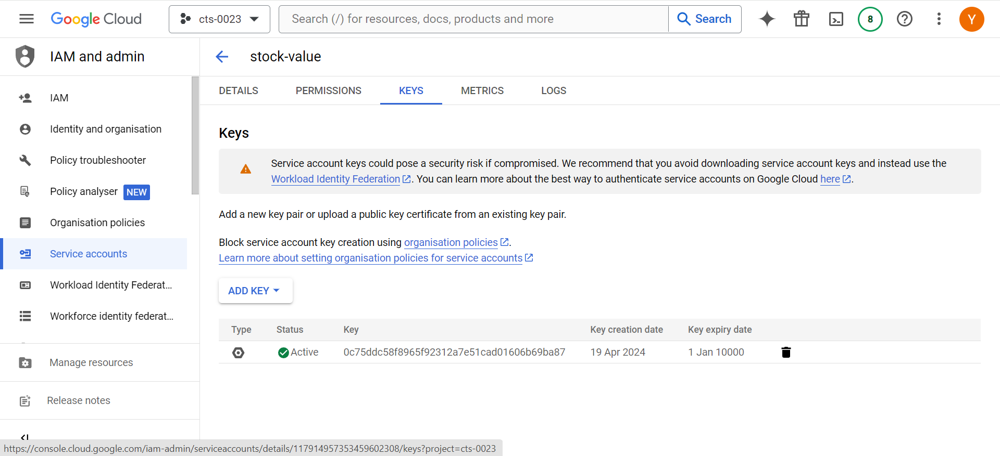 Google Cloud
cts-0023
Search (/) for resources, docs, products and more
Search
8
Y
IAM and admin
stock-value
IAM
Identity and organisation
Policy troubleshooter
Policy analyser NEW
Organisation policies
Service accounts
Workload Identity Federat...
Workforce identity federat...
Manage resources
Release notes
DETAILS
PERMISSIONS
KEYS
METRICS
LOGS
Keys
Service account keys could pose a security risk if compromised. We recommend that you avoid downloading service account keys and instead use the
Workload Identity Federation. You can learn more about the best way to authenticate service accounts on Google Cloud here.
Add a new key pair or upload a public key certificate from an existing key pair.
Block service account key creation using organisation policies.
Learn more about setting organisation policies for service accounts
ADD KEY
Type Status Key Key creation date Key expiry date
Active 0c75ddc58f8965f92312a7e51cad01606b69ba87 19 Apr 2024 1 Jan 10000
https://console.cloud.google.com/iam-admin/serviceaccounts/details/117914957353459602308/keys?project=cts-0023